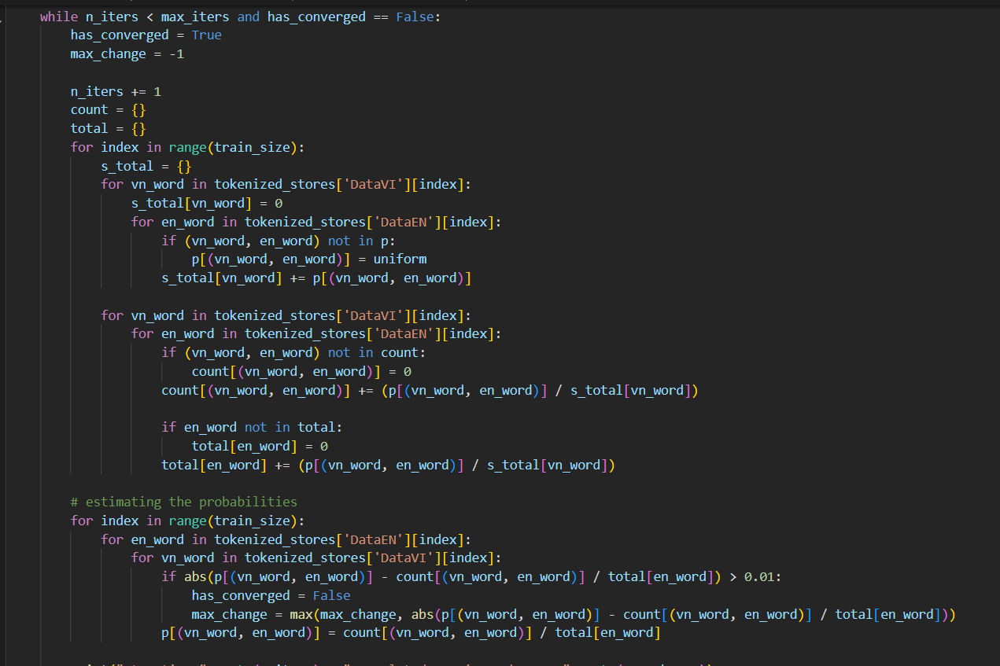 while n_iters < max_iters and has_converged == False:
    has_converged = True
    max_change = -1

    n_iters += 1
    count = {}
    total = {}
    for index in range(train_size):
        s_total = {}
        for vn_word in tokenized_stores['DataVI'][index]:
            s_total[vn_word] = 0
            for en_word in tokenized_stores['DataEN'][index]:
                if (vn_word, en_word) not in p:
                    p[(vn_word, en_word)] = uniform
                s_total[vn_word] += p[(vn_word, en_word)]

        for vn_word in tokenized_stores['DataVI'][index]:
            for en_word in tokenized_stores['DataEN'][index]:
                if (vn_word, en_word) not in count:
                    count[(vn_word, en_word)] = 0
                count[(vn_word, en_word)] += (p[(vn_word, en_word)] / s_total[vn_word])

                if en_word not in total:
                    total[en_word] = 0
                total[en_word] += (p[(vn_word, en_word)] / s_total[vn_word])

    # estimating the probabilities
    for index in range(train_size):
        for en_word in tokenized_stores['DataEN'][index]:
            for vn_word in tokenized_stores['DataVI'][index]:
                if abs(p[(vn_word, en_word)] - count[(vn_word, en_word)] / total[en_word]) > 0.01:
                    has_converged = False
                    max_change = max(max_change, abs(p[(vn_word, en_word)] - count[(vn_word, en_word)] / total[en_word]))
                p[(vn_word, en_word)] = count[(vn_word, en_word)] / total[en_word]